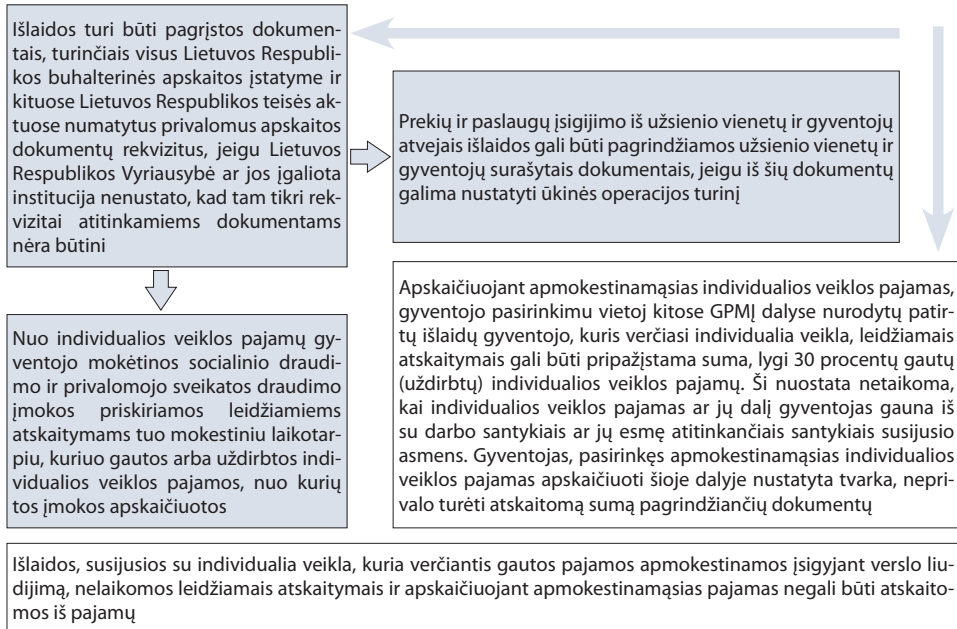 Išlaidos turi būti pagrįstos dokumen-
tais, turinčiais visus Lietuvos Respubli-
kos buhalterinės apskaitos įstatyme ir
kituose Lietuvos Respublikos teisės ak-
tuose numatytus privalomus apskaitos
dokumentų rekvizitus, jeigu Lietuvos
Respublikos Vyriausybė ar jos įgaliota
institucija nenustato, kad tam tikri rek-
vizitai atitinkamiems dokumentams
nėra būtini
Prekių ir paslaugų įsigijimo iš užsienio vienetų ir gyventojų
atvejais išlaidos gali būti pagrindžiamos užsienio vienetų ir
gyventojų surašytais dokumentais, jeigu iš šių dokumentų
galima nustatyti ūkinės operacijos turinį
Nuo individualios veiklos pajamų gy-
ventojo mokėtinos socialinio draudi-
mo ir privalomojo sveikatos draudimo
įmokos priskiriamos leidžiamiems
atskaitymams tuo mokestiniu laikotar-
piu, kuriuo gautos arba uždirbtos indi-
vidualios veiklos pajamos, nuo kurių
tos įmokos apskaičiuotos
Apskaičiuojant apmokestinamąsias individualios veiklos pajamas,
gyventojo pasirinkimu vietoj kitose GPMĮ dalyse nurodytų patir-
tų išlaidų gyventojo, kuris verčiasi individualia veikla, leidžiamais
atskaitymais gali būti pripažįstama suma, lygi 30 procentų gautų
(uždirbtų) individualios veiklos pajamų. Ši nuostata netaikoma,
kai individualios veiklos pajamas ar jų dalį gyventojas gauna iš
su darbo santykiais ar jų esmę atitinkančiais santykiais susijusio
asmens. Gyventojas, pasirinkęs apmokestinamąsias individualios
veiklos pajamas apskaičiuoti šioje dalyje nustatyta tvarka, nepri-
valo turėti atskaitomą sumą pagrindžiančių dokumentų
Išlaidos, susijusios su individualia veikla, kuria verčiantis gautos pajamos apmokestinamos įsigyjant verslo liu-
dijimą, nelaikomos leidžiamais atskaitymais ir apskaičiuojant apmokestinamąsias pajamas negali būti atskaito-
mos iš pajamų